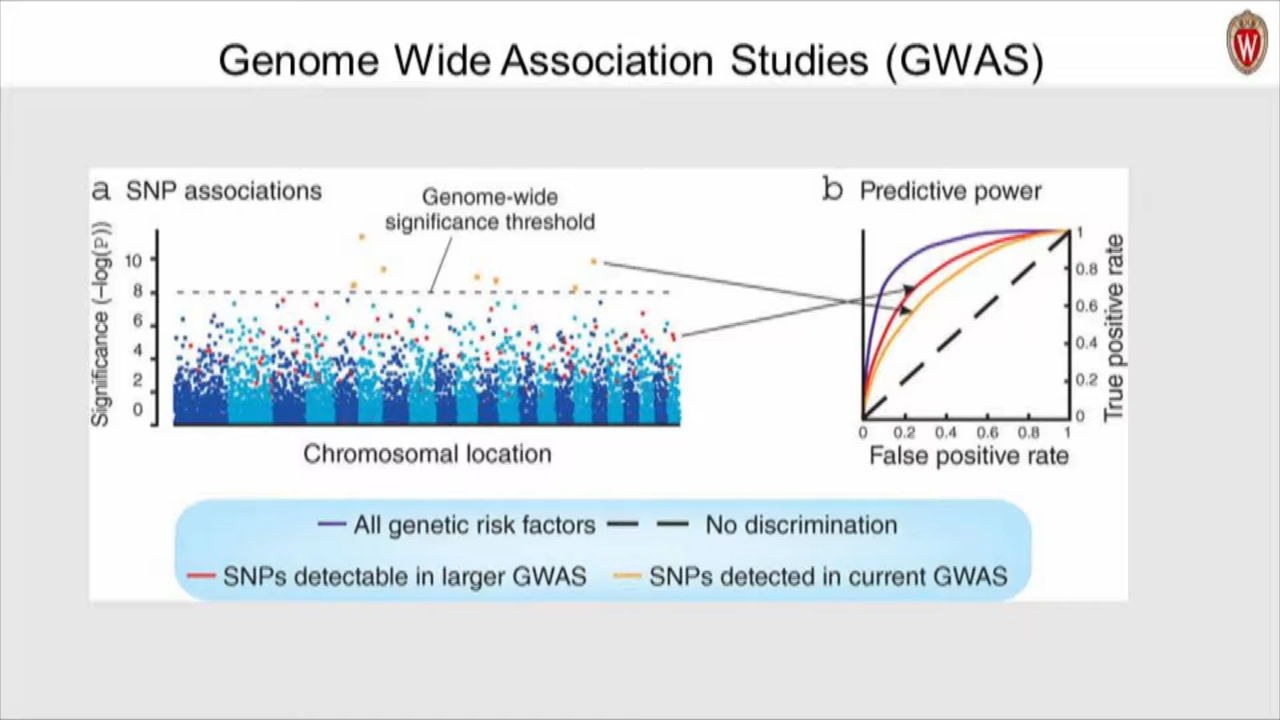 Genome Wide Association Studies (GWAS)
W
a SNP associations
Genome-wide
significance threshold
Significance (−log(P))
10
8
6
4
2
0
Chromosomal location
b Predictive power
1
0.8
0.6
0.4
0.2
0
True positive rate
0 0.2 0.4 0.6 0.8 1
False positive rate
All genetic risk factors
No discrimination
SNPs detectable in larger GWAS
SNPs detected in current GWAS